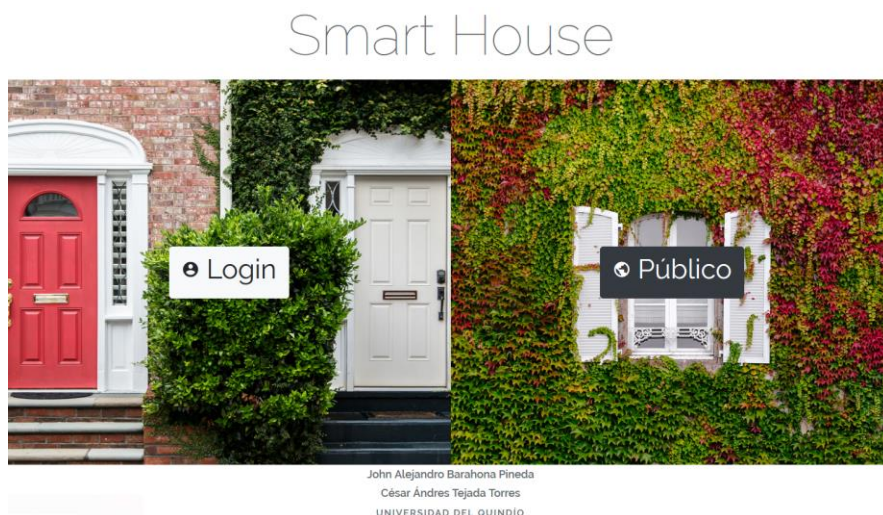 Smart House
Login
Público
John Alejandro Barahona Pineda
César Ándres Tejada Torres
UNIVERSIDAD DEL QUINDÍO